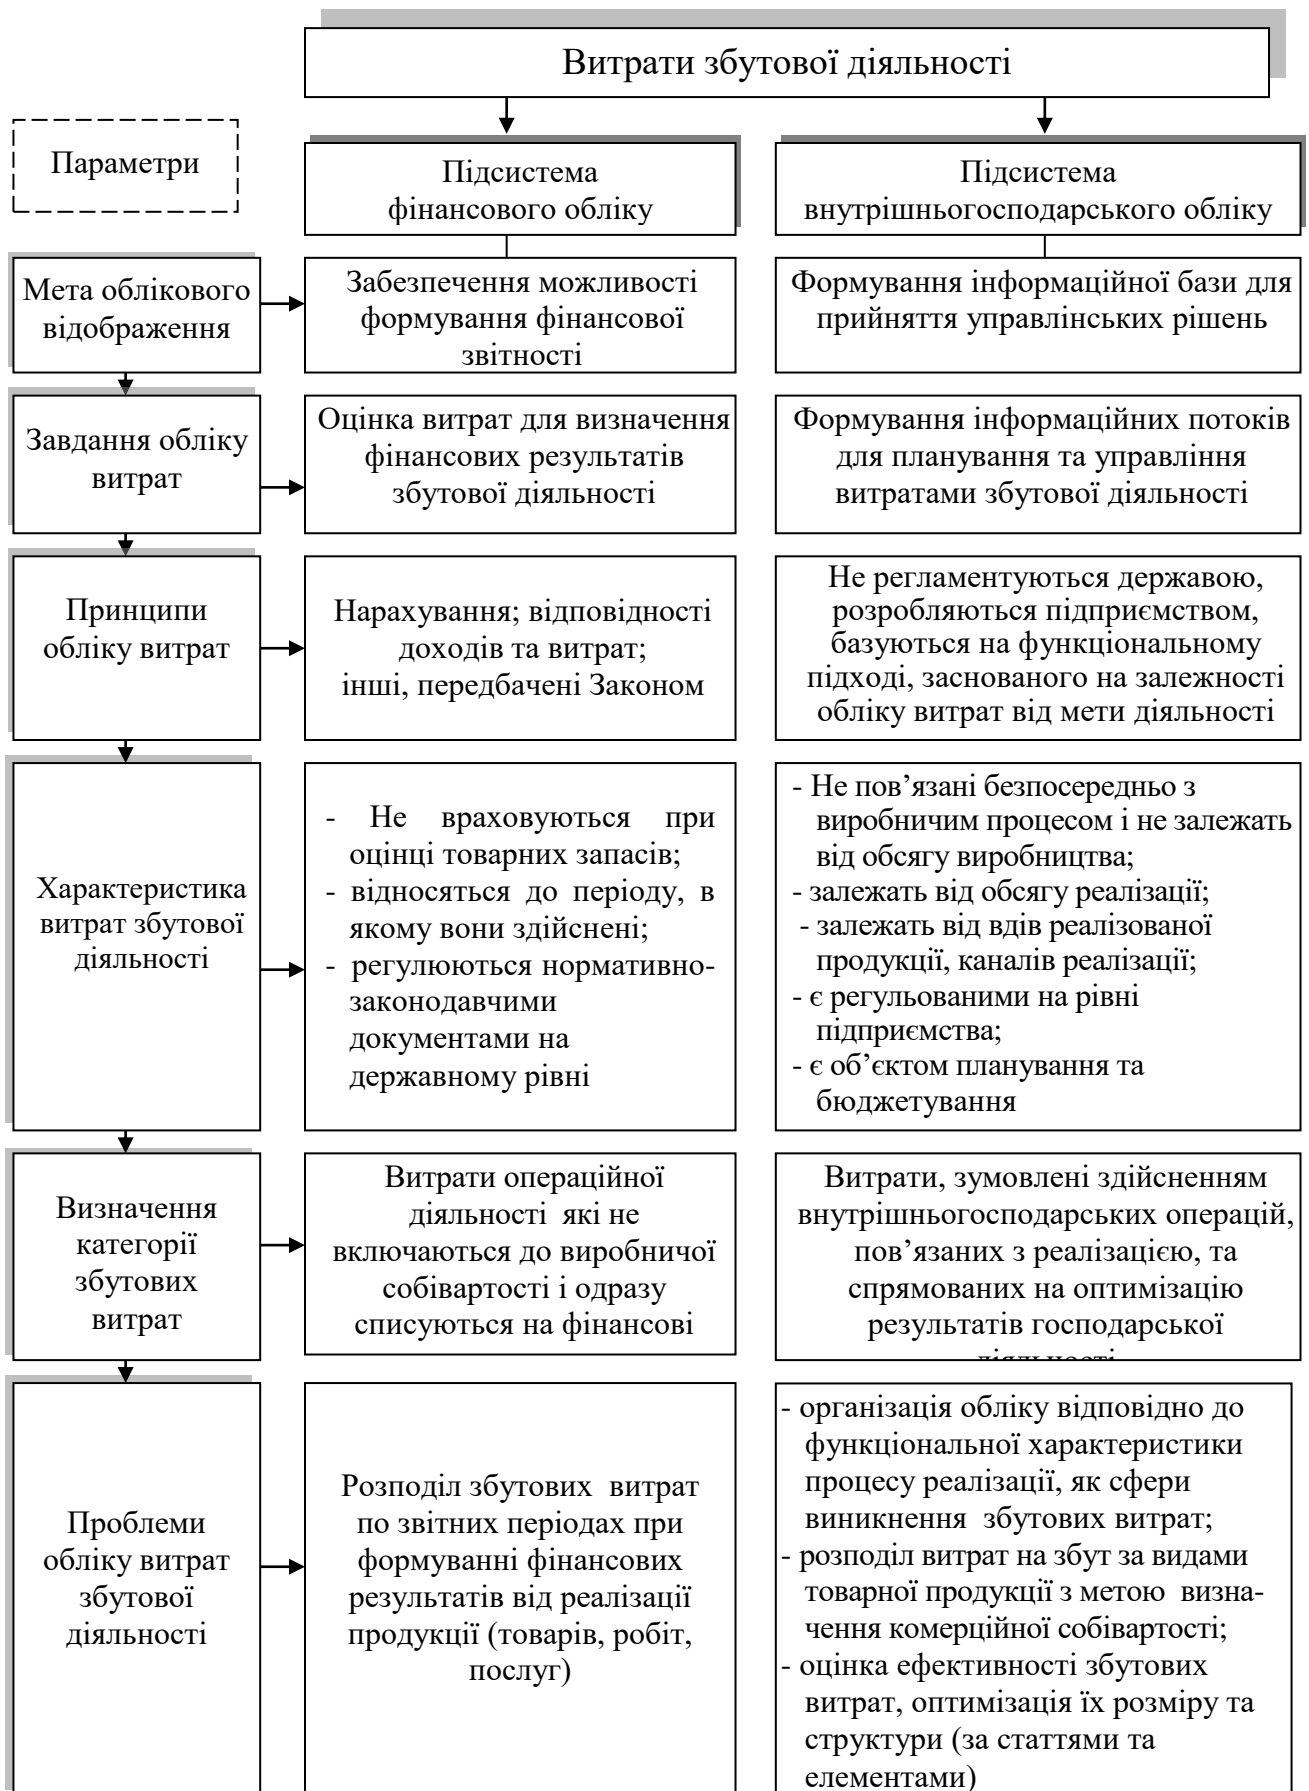 Витрати збутової діяльності
Параметри
Підсистема
фінансового обліку
Підсистема
внутрішньогосподарського обліку
Мета облікового
відображення
Забезпечення можливості
формування фінансової
звітності
Формування інформаційної бази для
прийняття управлінських рішень
Завдання обліку
витрат
Оцінка витрат для визначення
фінансових результатів
збутової діяльності
Формування інформаційних потоків
для планування та управління
витратами збутової діяльності
Принципи
обліку витрат
Нарахування; відповідності
доходів та витрат;
інші, передбачені Законом
Не регламентуються державою,
розробляються підприємством,
базуються на функціональному
підході, заснованого на залежності
обліку витрат від мети діяльності
Характеристика
витрат збутової
діяльності
- Не враховуються при
оцінці товарних запасів;
- відносяться до періоду, в
якому вони здійснені;
- регулюються нормативно-
законодавчими
документами на
державному рівні
- Не пов’язані безпосередньо з
виробничим процесом і не залежать
від обсягу виробництва;
- залежать від обсягу реалізації;
- залежать від вдів реалізованої
продукції, каналів реалізації;
- є регульованими на рівні
підприємства;
- є об’єктом планування та
бюджетування
Визначення
категорії
збутових
витрат
Витрати операційної
діяльності які не
включаються до виробничої
собівартості і одразу
списуються на фінансові
Витрати, зумовлені здійсненням
внутрішньогосподарських операцій,
пов’язаних з реалізацією, та
спрямованих на оптимізацію
результатів господарської
Проблеми
обліку витрат
збутової
діяльності
Розподіл збутових витрат
по звітних періодах при
формуванні фінансових
результатів від реалізації
продукції (товарів, робіт,
послуг)
- організація обліку відповідно до
функціональної характеристики
процесу реалізації, як сфери
виникнення збутових витрат;
- розподіл витрат на збут за видами
товарної продукції з метою визна-
чення комерційної собівартості;
- оцінка ефективності збутових
витрат, оптимізація їх розміру та
структури (за статтями та
елементами)